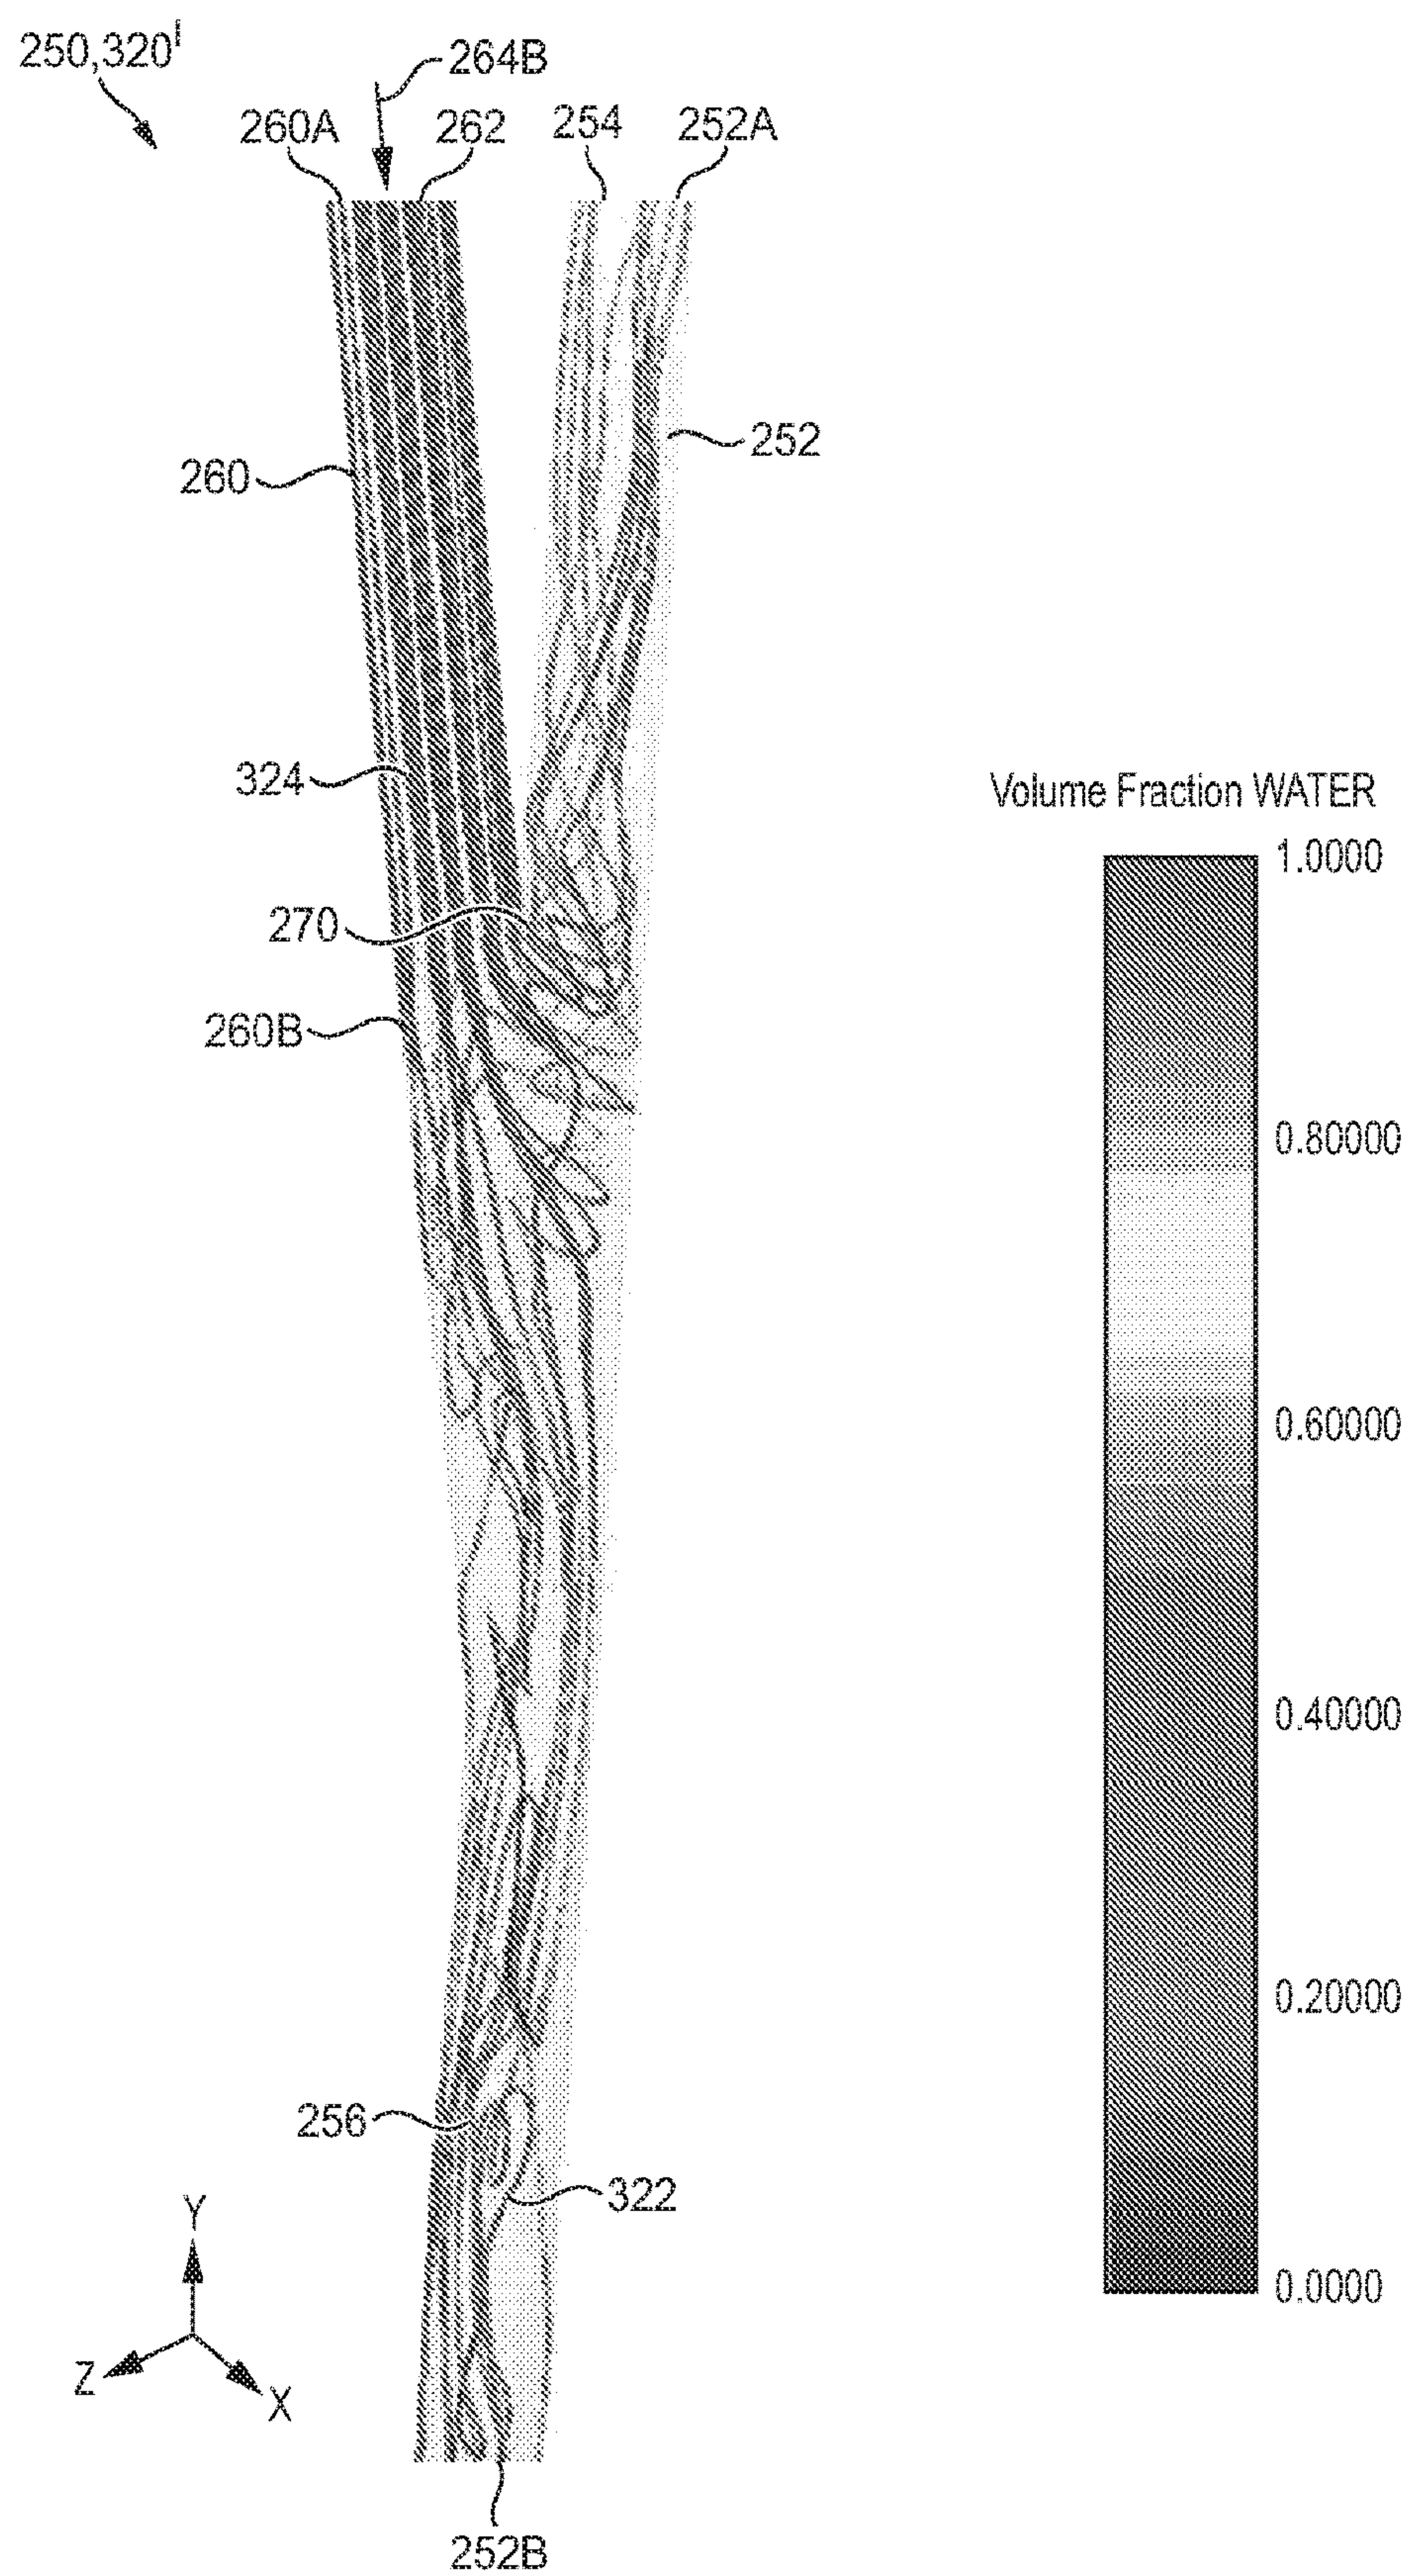 250,320ⁱ
264B
260A
262
254
252A
252
260
324
270
260B
Volume Fraction WATER
1.0000
0.80000
0.60000
0.40000
0.20000
0.0000
256
322
Y
Z
X
252B